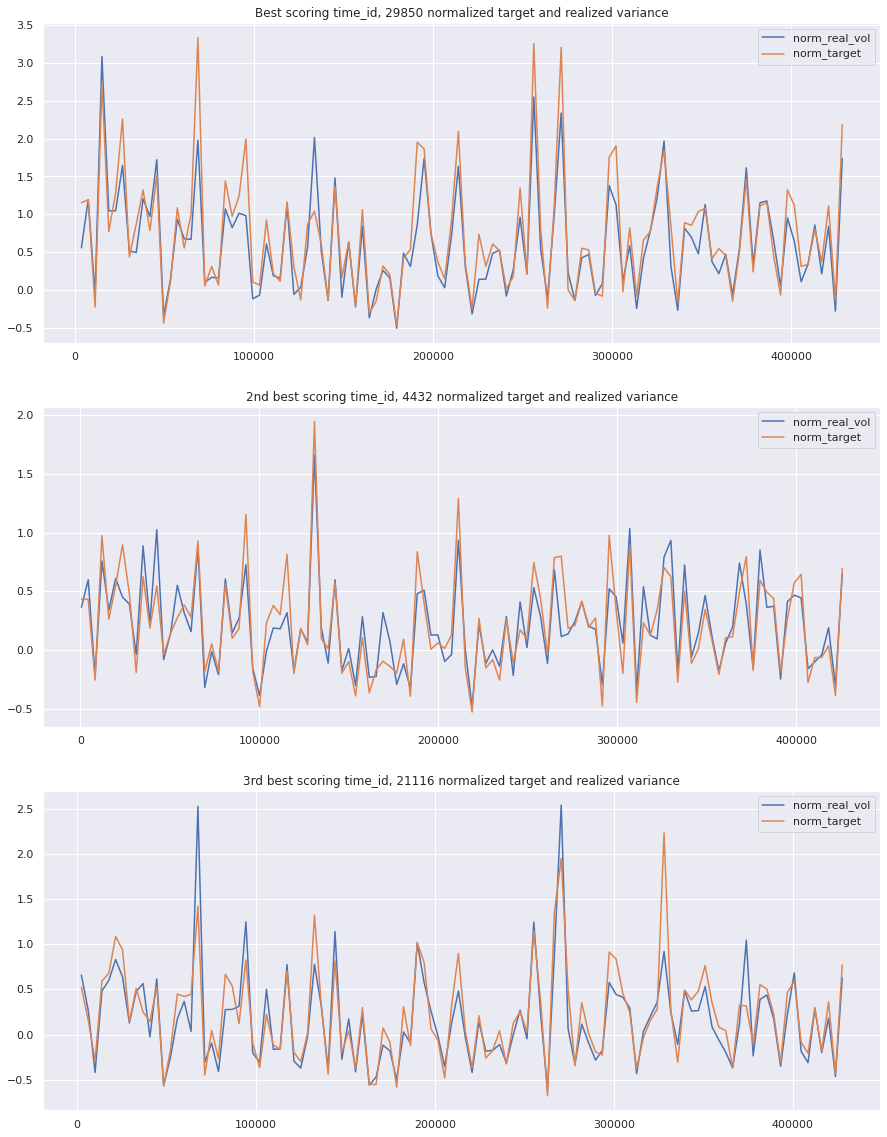 Best scoring time_id, 29850 normalized target and realized variance
norm_real_vol
norm_target
3.5
3.0
2.5
2.0
1.5
1.0
0.5
0.0
−0.5
0 100000 200000 300000 400000
2nd best scoring time_id, 4432 normalized target and realized variance
norm_real_vol
norm_target
2.0
1.5
1.0
0.5
0.0
−0.5
0 100000 200000 300000 400000
3rd best scoring time_id, 21116 normalized target and realized variance
norm_real_vol
norm_target
2.5
2.0
1.5
1.0
0.5
0.0
−0.5
0 100000 200000 300000 400000